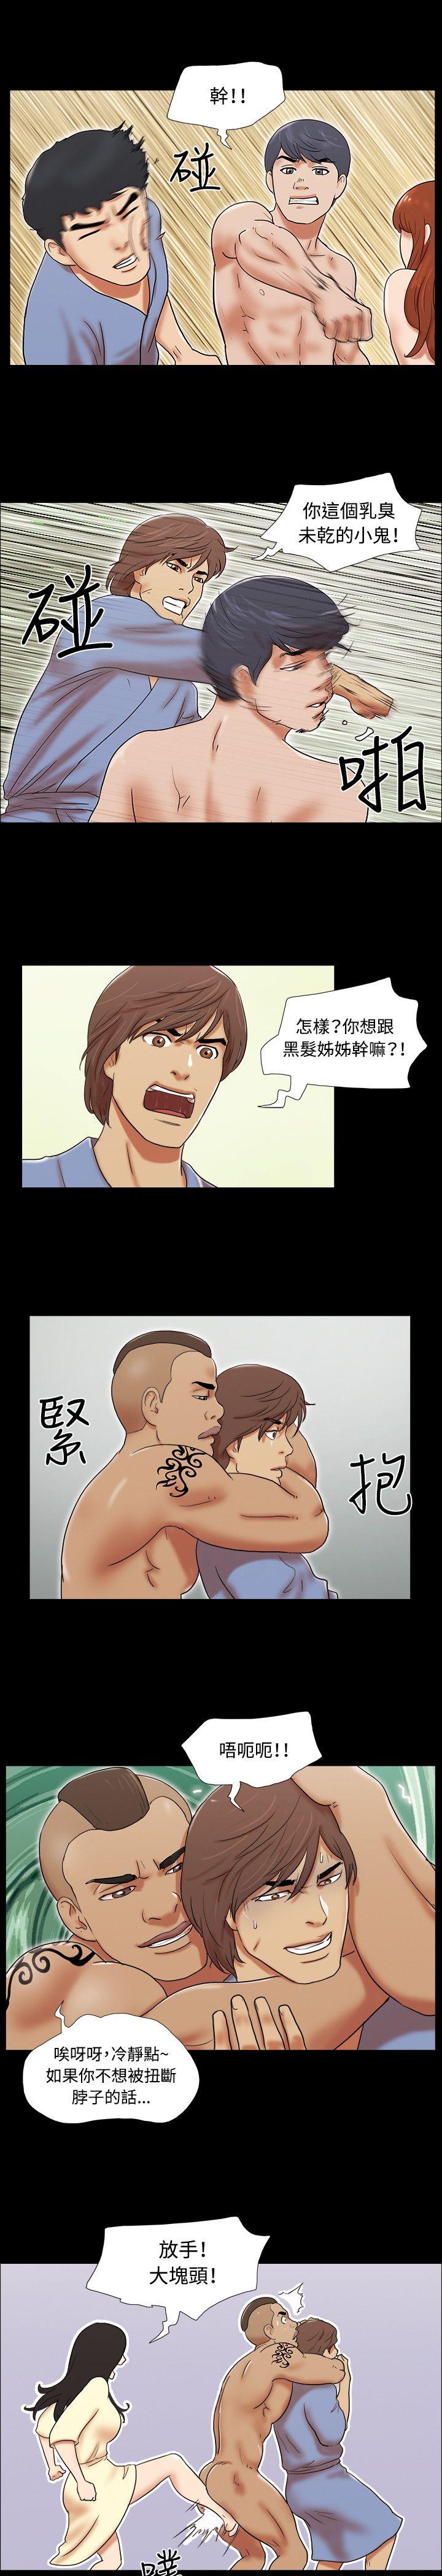 幹！！
碰
你這個乳臭
未乾的小鬼！
碰
啪
怎樣？你想跟
黑髮姊姊幹嘛？！
緊
抱
唔呃呃！！
唉呀呀，冷靜點~
如果你不想被扭斷
脖子的話...
放手！
大塊頭！
噗